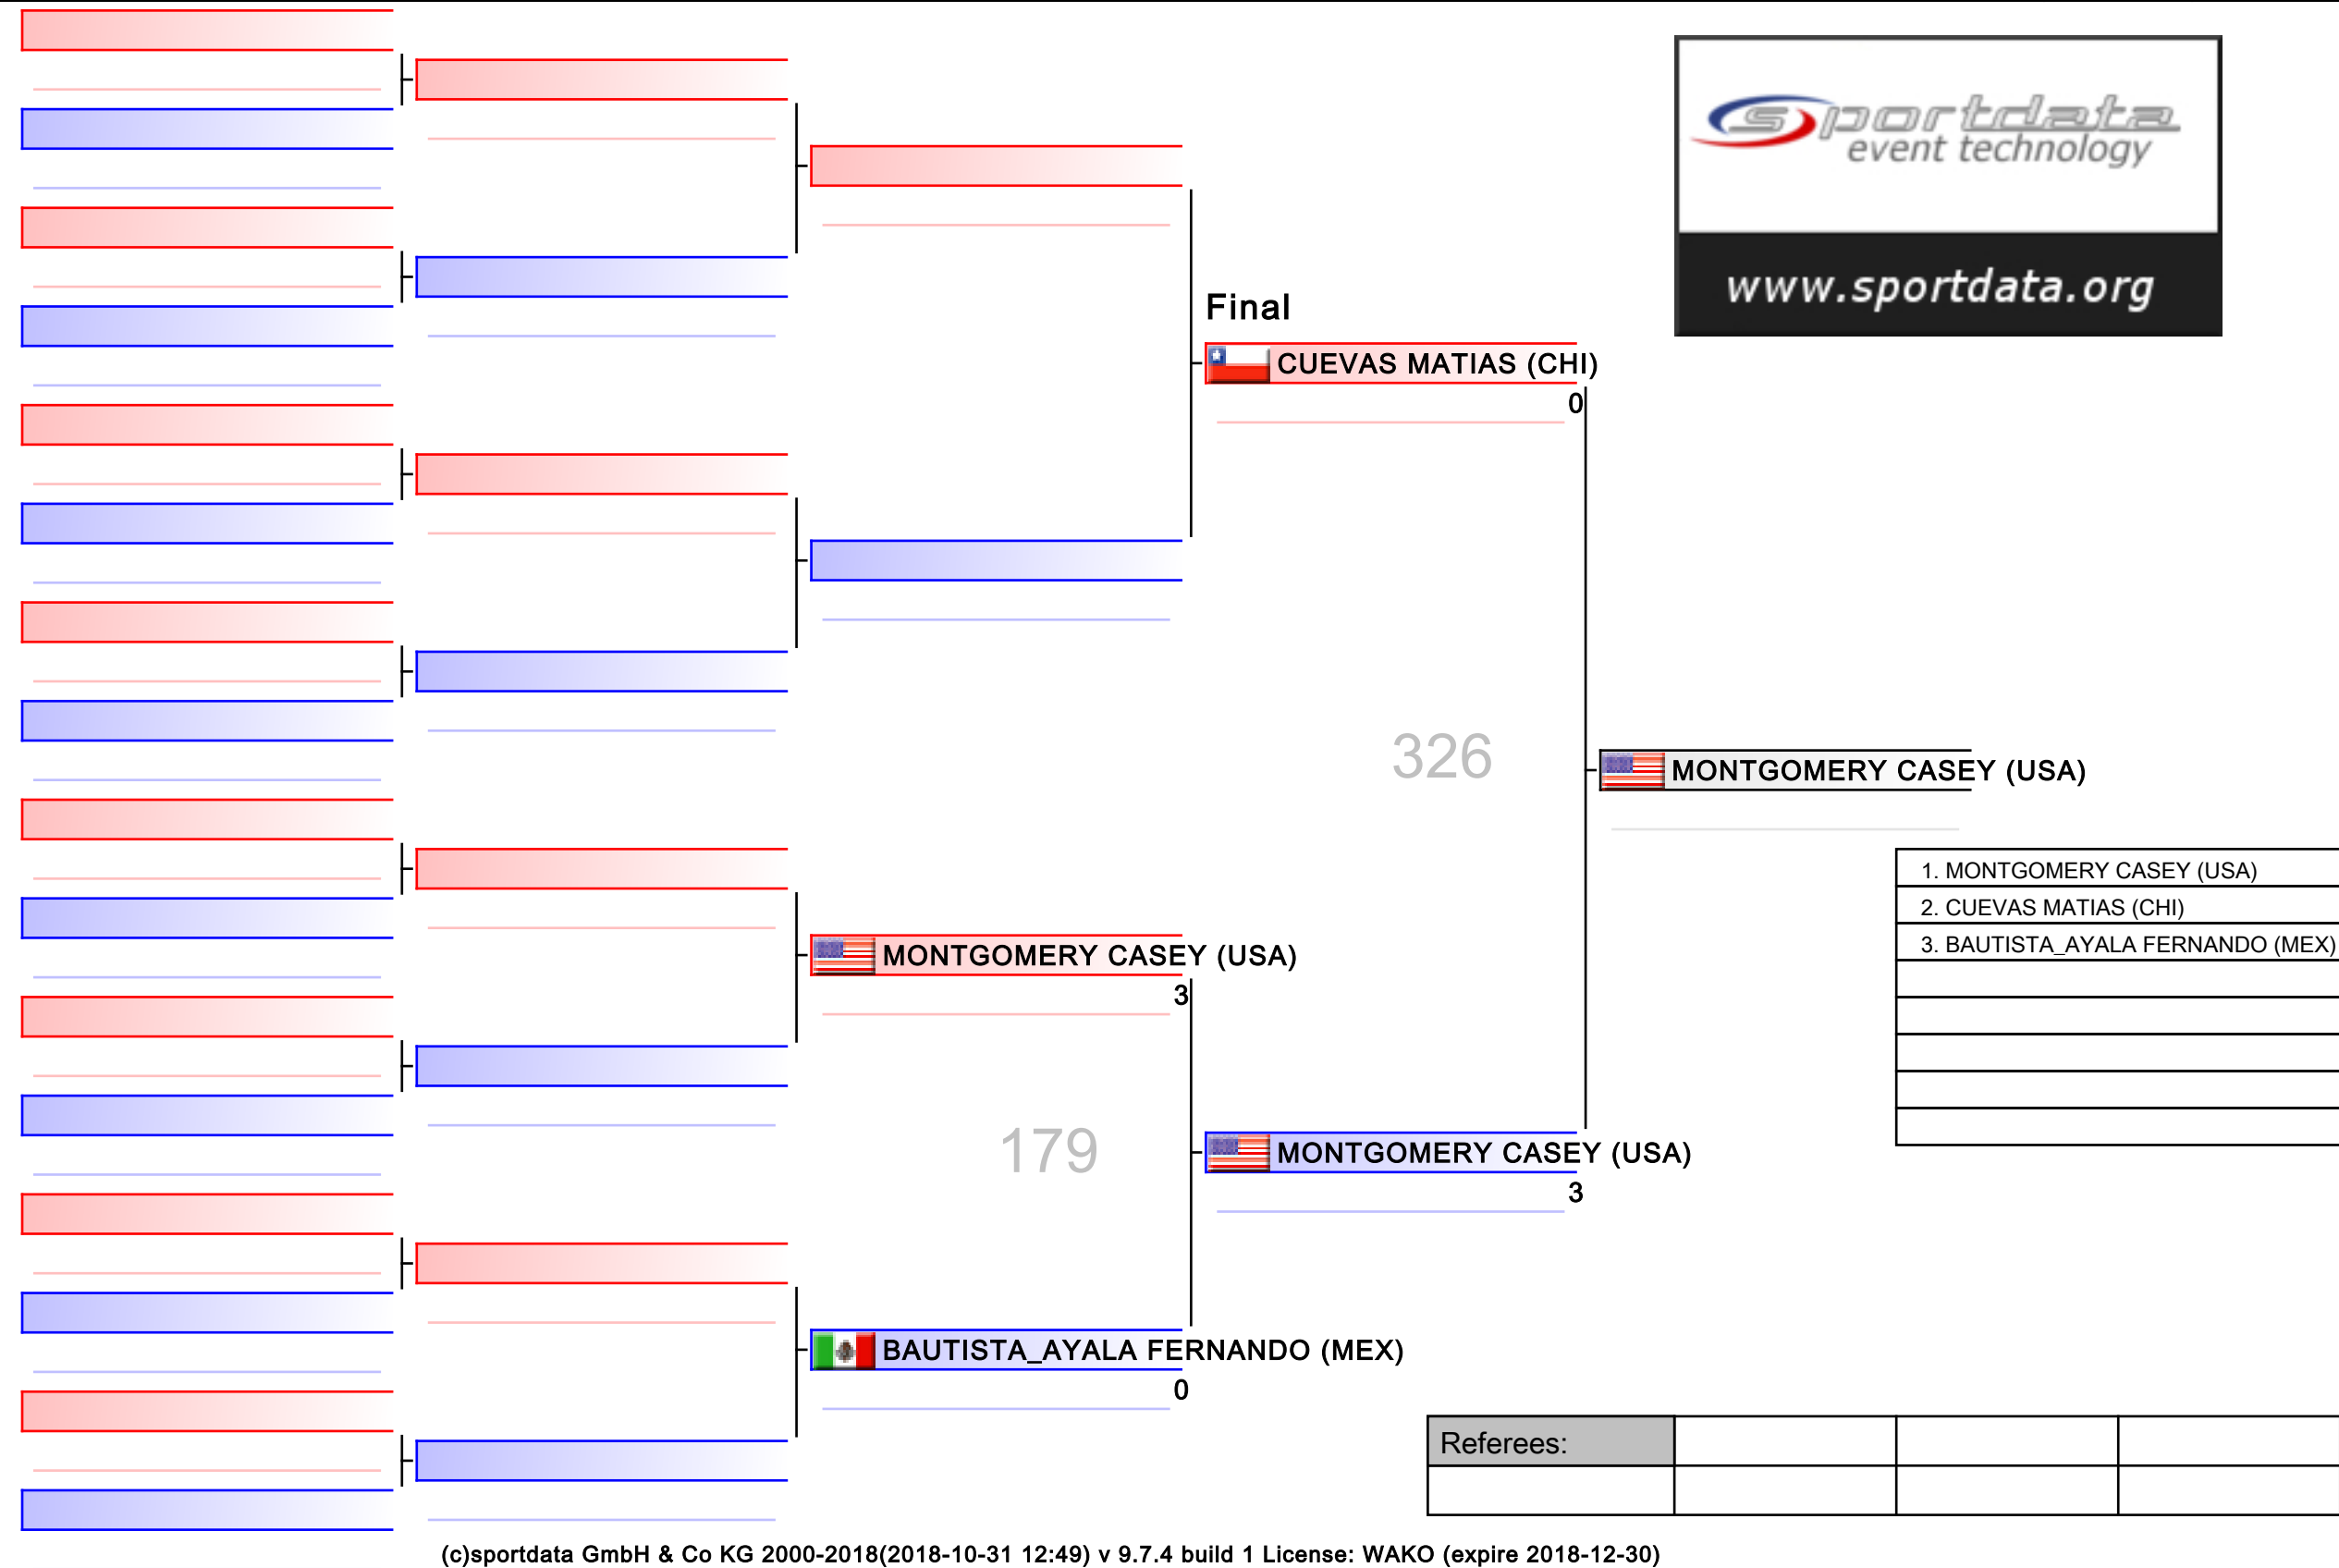 sportdata
event technology
www.sportdata.org
Final
CUEVAS MATIAS (CHI)
0
326
MONTGOMERY CASEY (USA)
1. MONTGOMERY CASEY (USA)
2. CUEVAS MATIAS (CHI)
3. BAUTISTA_AYALA FERNANDO (MEX)
MONTGOMERY CASEY (USA)
3
179
MONTGOMERY CASEY (USA)
3
BAUTISTA_AYALA FERNANDO (MEX)
0
Referees:
(c)sportdata GmbH & Co KG 2000-2018(2018-10-31 12:49) v 9.7.4 build 1 License: WAKO (expire 2018-12-30)